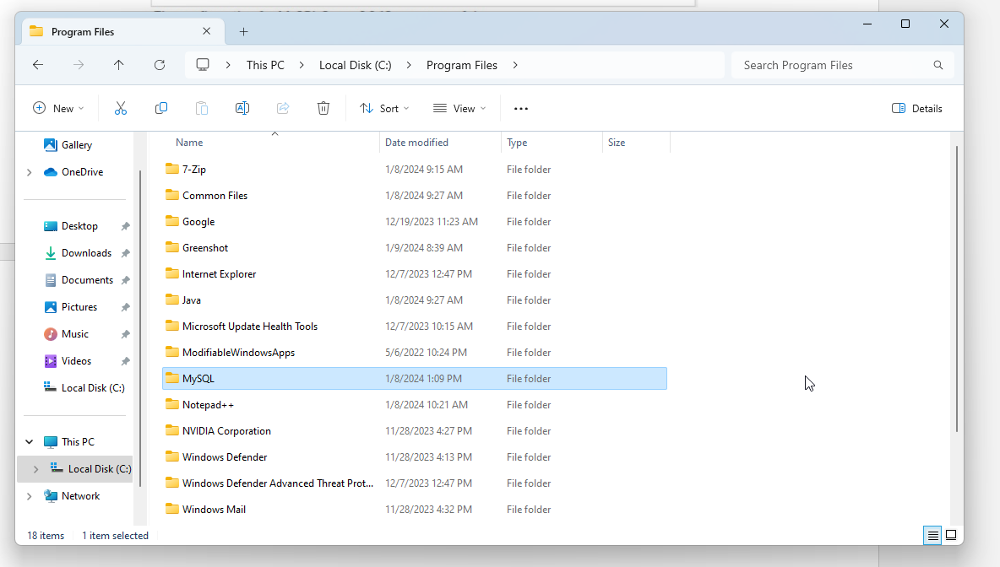 Program Files
This PC Local Disk (C:) Program Files
Search Program Files
New Sort View Details
Gallery
OneDrive
Desktop
Downloads
Documents
Pictures
Music
Videos
Local Disk (C:)
This PC
Local Disk (C:)
Network
Name Date modified Type Size
7-Zip 1/8/2024 9:15 AM File folder
Common Files 1/8/2024 9:27 AM File folder
Google 12/19/2023 11:23 AM File folder
Greenshot 1/9/2024 8:39 AM File folder
Internet Explorer 12/7/2023 12:47 PM File folder
Java 1/8/2024 9:27 AM File folder
Microsoft Update Health Tools 12/7/2023 10:15 AM File folder
ModifiableWindowsApps 5/6/2022 10:24 PM File folder
MySQL 1/8/2024 1:09 PM File folder
Notepad++ 1/8/2024 10:21 AM File folder
NVIDIA Corporation 11/28/2023 4:27 PM File folder
Windows Defender 11/28/2023 4:13 PM File folder
Windows Defender Advanced Threat Prot... 12/7/2023 12:47 PM File folder
Windows Mail 11/28/2023 4:32 PM File folder
18 items 1 item selected